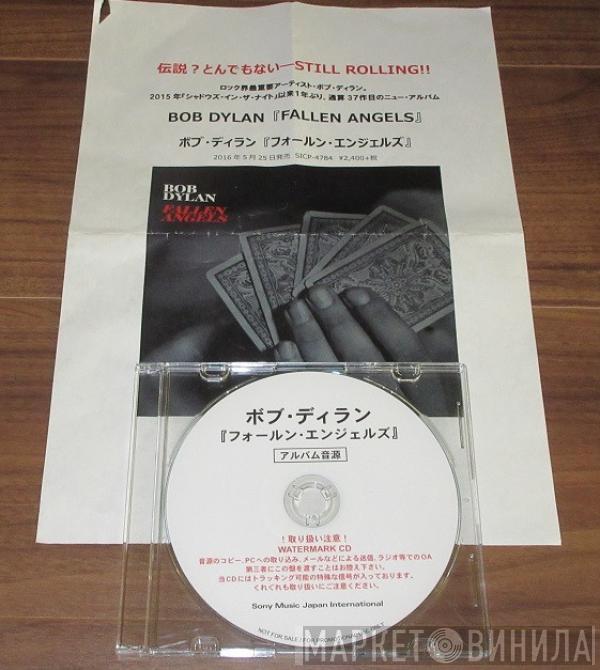 伝説？とんでもない―STILL ROLLING!!
ロック界最重要アーティスト・ボブ・ディラン。
2015年『シャドウズ・イン・ザ・ナイト』以来1年ぶり、通算37作目のニュー・アルバム
BOB DYLAN『FALLEN ANGELS』
ボブ・ディラン『フォールン・エンジェルズ』
2016年5月25日発売 SICP-4784 ¥2,400+税
BOB
DYLAN
FALLEN
ANGELS
ボブ・ディラン
『フォールン・エンジェルズ』
アルバム音源
！取り扱い注意！
WATERMARK CD
音源のコピー、PCへの取り込み、メールなどによる送信、ラジオ等でのOA
第三者にこの盤を渡すことはお控え下さい。
当CDにはトラッキング可能の特殊な信号が入っております。
くれぐれも取り扱いにご注意ください。
Sony Music Japan International
NOT FOR SALE / FOR PROMOTIONAL USE ONLY
МАРКЕТ ВИНИЛА